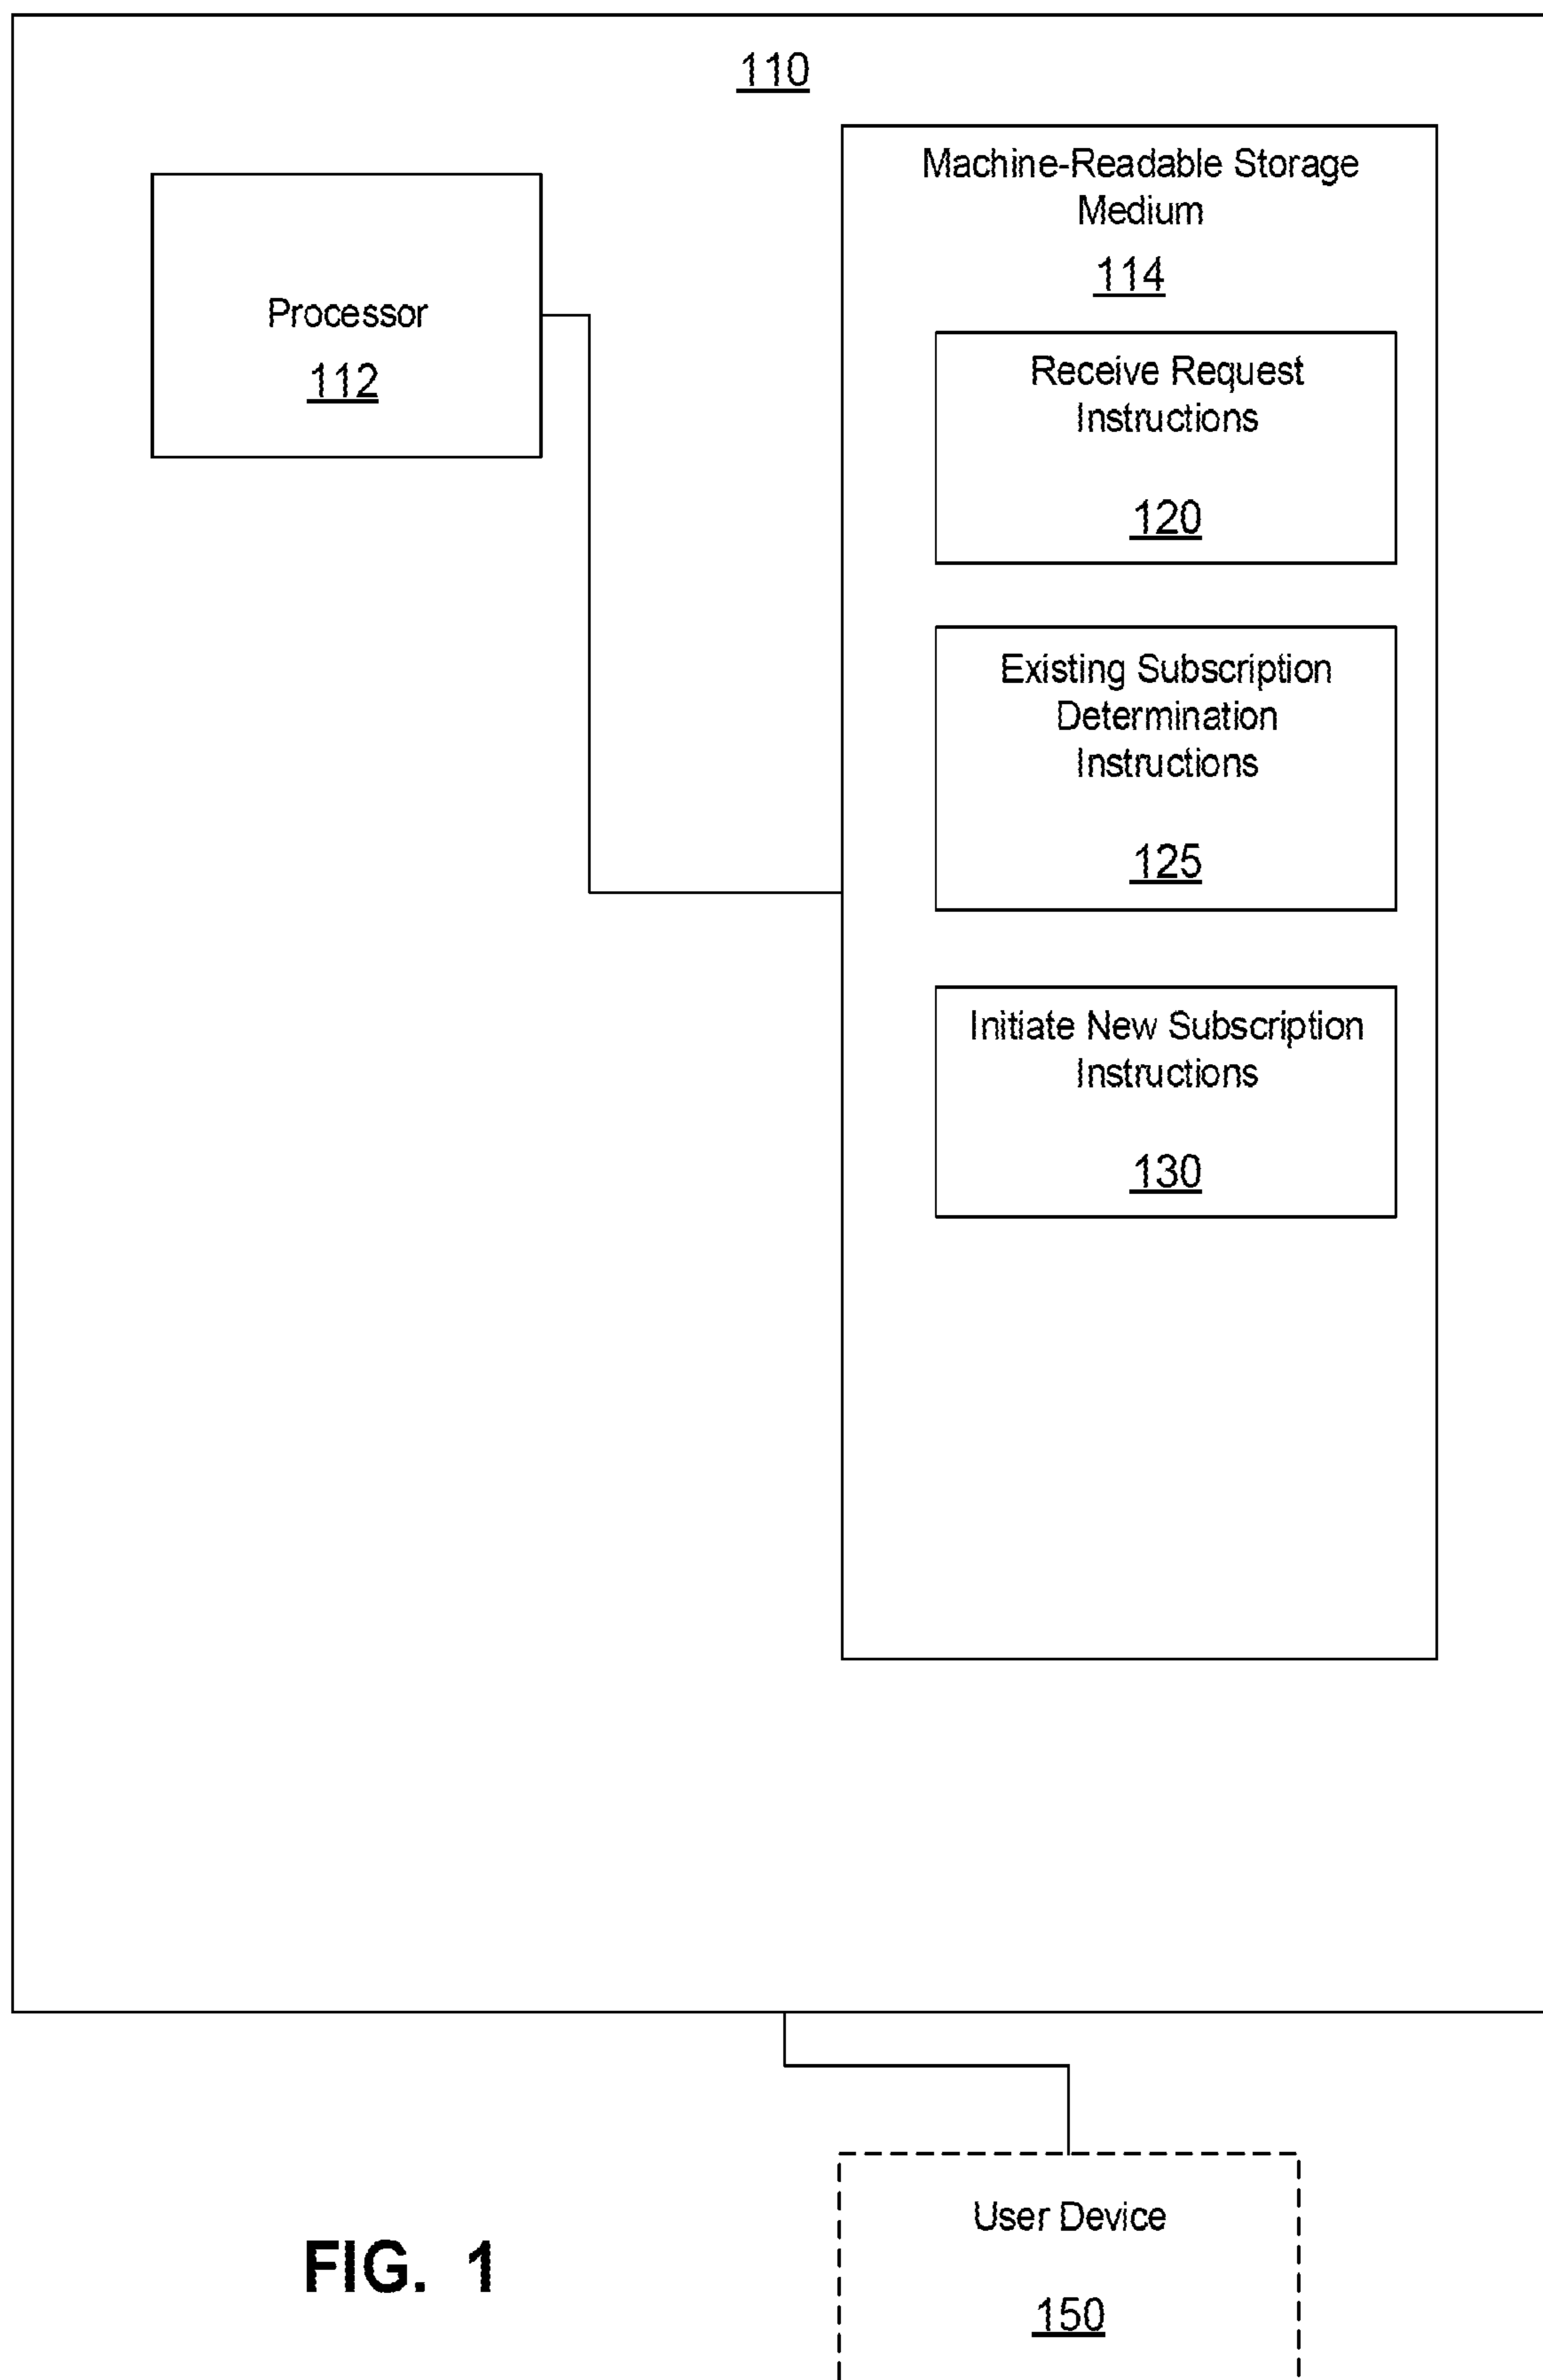 110
Processor
112
Machine-Readable Storage
Medium
114
Receive Request
Instructions
120
Existing Subscription
Determination
Instructions
125
Initiate New Subscription
Instructions
130
User Device
150
FIG. 1